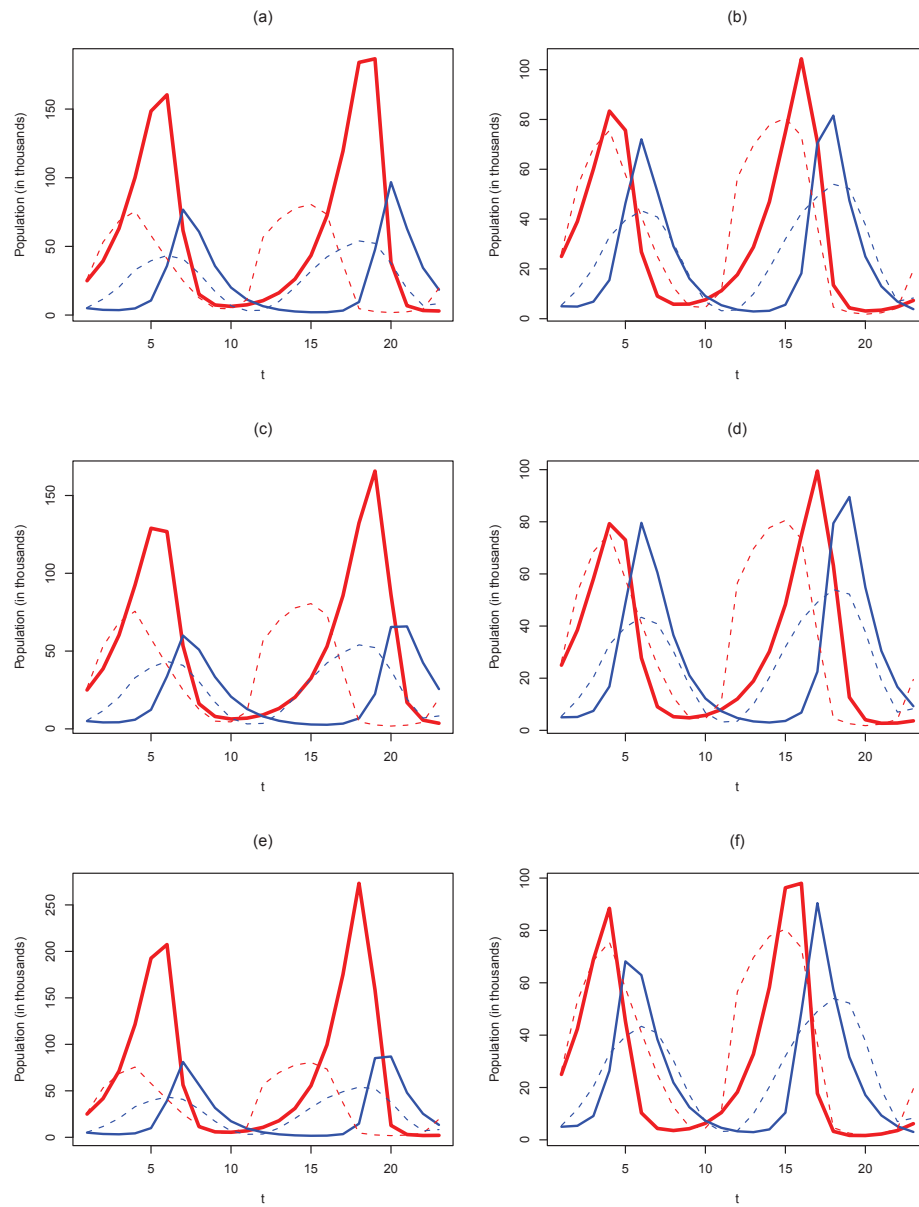 (a)
Population (in thousands)
0 50 100 150
5 10 15 20
t
(b)
Population (in thousands)
0 20 40 60 80 100
5 10 15 20
t
(c)
Population (in thousands)
0 50 100 150
5 10 15 20
t
(d)
Population (in thousands)
0 20 40 60 80 100
5 10 15 20
t
(e)
Population (in thousands)
0 50 100 150 200 250
5 10 15 20
t
(f)
Population (in thousands)
0 20 40 60 80 100
5 10 15 20
t